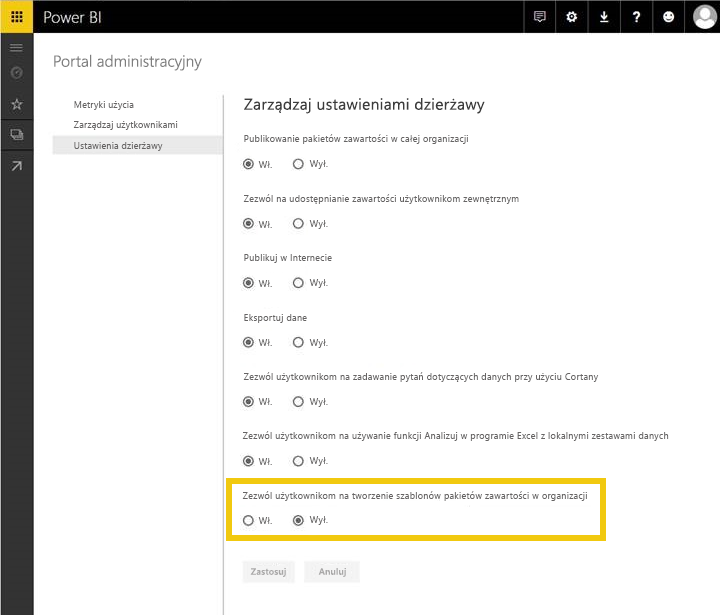 Power BI
?
Portal administracyjny
Metryki użycia
Zarządzaj użytkownikami
Ustawienia dzierżawy
Zarządzaj ustawieniami dzierżawy
Publikowanie pakietów zawartości w całej organizacji
Wł. Wył.
Zezwól na udostępnianie zawartości użytkownikom zewnętrznym
Wł. Wył.
Publikuj w Internecie
Wł. Wył.
Eksportuj dane
Wł. Wył.
Zezwól użytkownikom na zadawanie pytań dotyczących danych przy użyciu Cortany
Wł. Wył.
Zezwól użytkownikom na używanie funkcji Analizuj w programie Excel z lokalnymi zestawami danych
Wł. Wył.
Zezwól użytkownikom na tworzenie szablonów pakietów zawartości w organizacji
Wł. Wył.
Zastosuj Anuluj